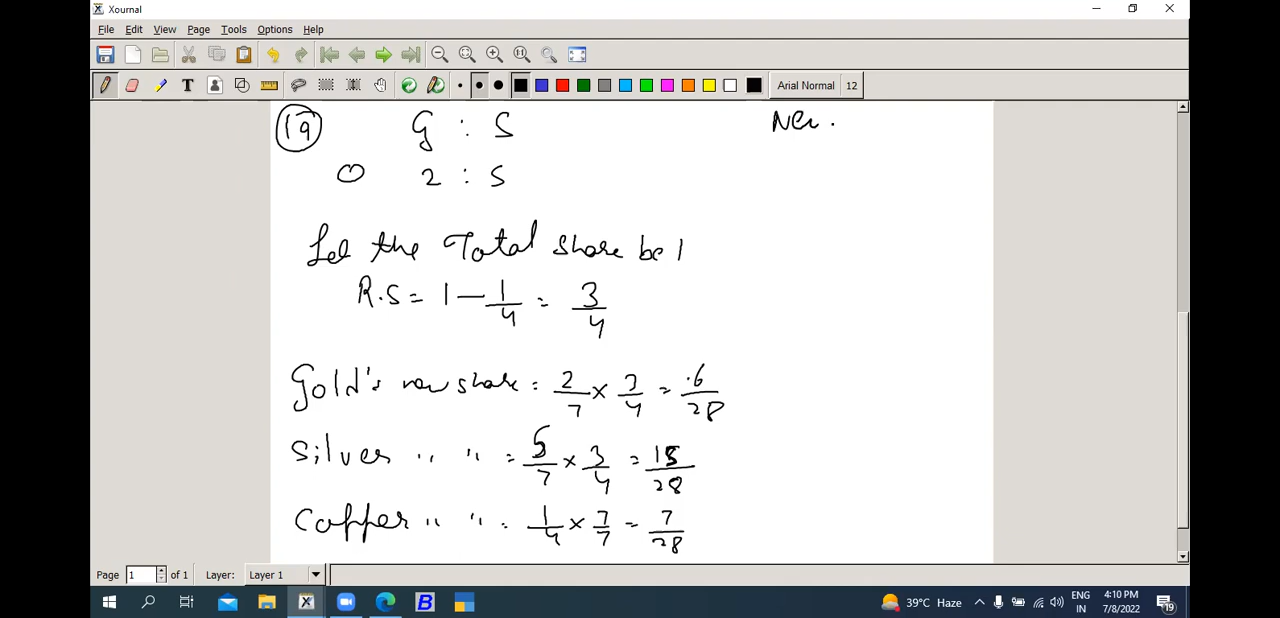 Xournal
File Edit View Page Tools Options Help
Arial Normal 12
19 G : S
O 2 : 5
Let the Total share be 1
R.S = 1 - 1/4 = 3/4
Gold's new share = 2/7 × 3/4 = 6/28
Silver " " = 5/7 × 3/4 = 15/28
Copper " " = 1/4 × 7/7 = 7/28
Page 1 of 1 Layer: Layer 1
39°C Haze ENG 4:10 PM
IN 7/8/2022 19